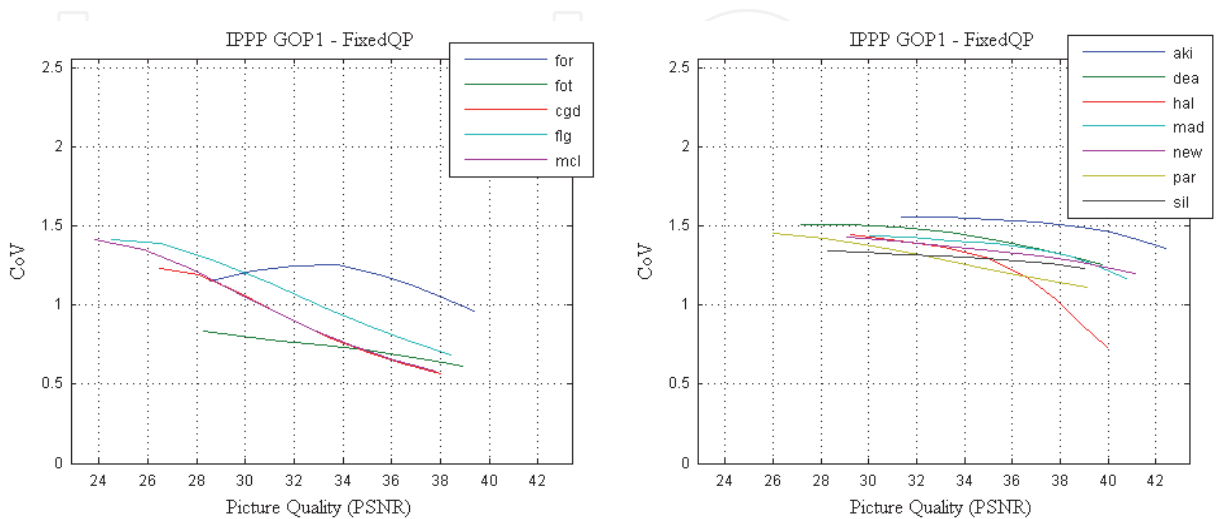 IPPP GOP1 - FixedQP
for
fot
cgd
flg
mcl
2.5
2
1.5
1
0.5
0
CoV
24 26 28 30 32 34 36 38 40 42
Picture Quality (PSNR)
IPPP GOP1 - FixedQP
aki
dea
hal
mad
new
par
sil
2.5
2
1.5
1
0.5
0
CoV
24 26 28 30 32 34 36 38 40 42
Picture Quality (PSNR)